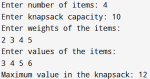 Enter number of items: 4
Enter knapsack capacity: 10
Enter weights of the items:
2 3 4 5
Enter values of the items:
3 4 5 6
Maximum value in the knapsack: 12